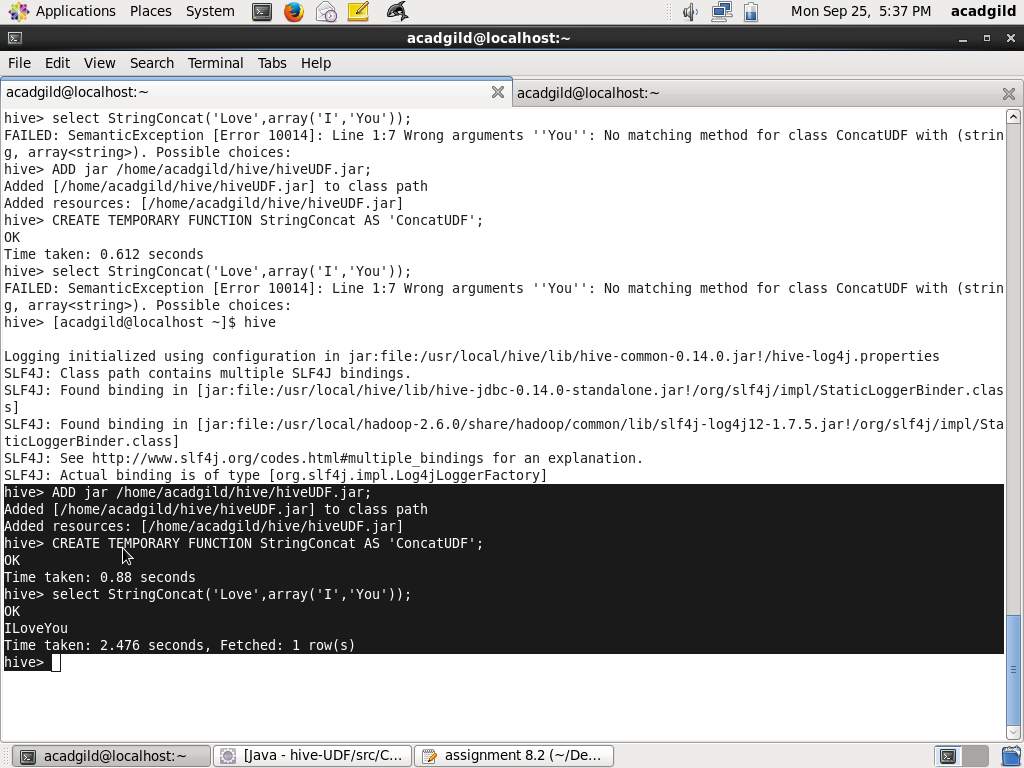 Applications Places System Mon Sep 25, 5:37 PM acadgild
acadgild@localhost:~
File Edit View Search Terminal Tabs Help
acadgild@localhost:~ acadgild@localhost:~
hive> select StringConcat('Love',array('I','You'));
FAILED: SemanticException [Error 10014]: Line 1:7 Wrong arguments ''You'': No matching method for class ConcatUDF with (strin
g, array<string>). Possible choices:
hive> ADD jar /home/acadgild/hive/hiveUDF.jar;
Added [/home/acadgild/hive/hiveUDF.jar] to class path
Added resources: [/home/acadgild/hive/hiveUDF.jar]
hive> CREATE TEMPORARY FUNCTION StringConcat AS 'ConcatUDF';
OK
Time taken: 0.612 seconds
hive> select StringConcat('Love',array('I','You'));
FAILED: SemanticException [Error 10014]: Line 1:7 Wrong arguments ''You'': No matching method for class ConcatUDF with (strin
g, array<string>). Possible choices:
hive> [acadgild@localhost ~]$ hive
Logging initialized using configuration in jar:file:/usr/local/hive/lib/hive-common-0.14.0.jar!/hive-log4j.properties
SLF4J: Class path contains multiple SLF4J bindings.
SLF4J: Found binding in [jar:file:/usr/local/hive/lib/hive-jdbc-0.14.0-standalone.jar!/org/slf4j/impl/StaticLoggerBinder.clas
s]
SLF4J: Found binding in [jar:file:/usr/local/hadoop-2.6.0/share/hadoop/common/lib/slf4j-log4j12-1.7.5.jar!/org/slf4j/impl/Sta
ticLoggerBinder.class]
SLF4J: See http://www.slf4j.org/codes.html#multiple_bindings for an explanation.
SLF4J: Actual binding is of type [org.slf4j.impl.Log4jLoggerFactory]
hive> ADD jar /home/acadgild/hive/hiveUDF.jar;
Added [/home/acadgild/hive/hiveUDF.jar] to class path
Added resources: [/home/acadgild/hive/hiveUDF.jar]
hive> CREATE TEMPORARY FUNCTION StringConcat AS 'ConcatUDF';
OK
Time taken: 0.88 seconds
hive> select StringConcat('Love',array('I','You'));
OK
ILoveYou
Time taken: 2.476 seconds, Fetched: 1 row(s)
hive>
acadgild@localhost:~ [Java - hive-UDF/src/C... assignment 8.2 (~/De...